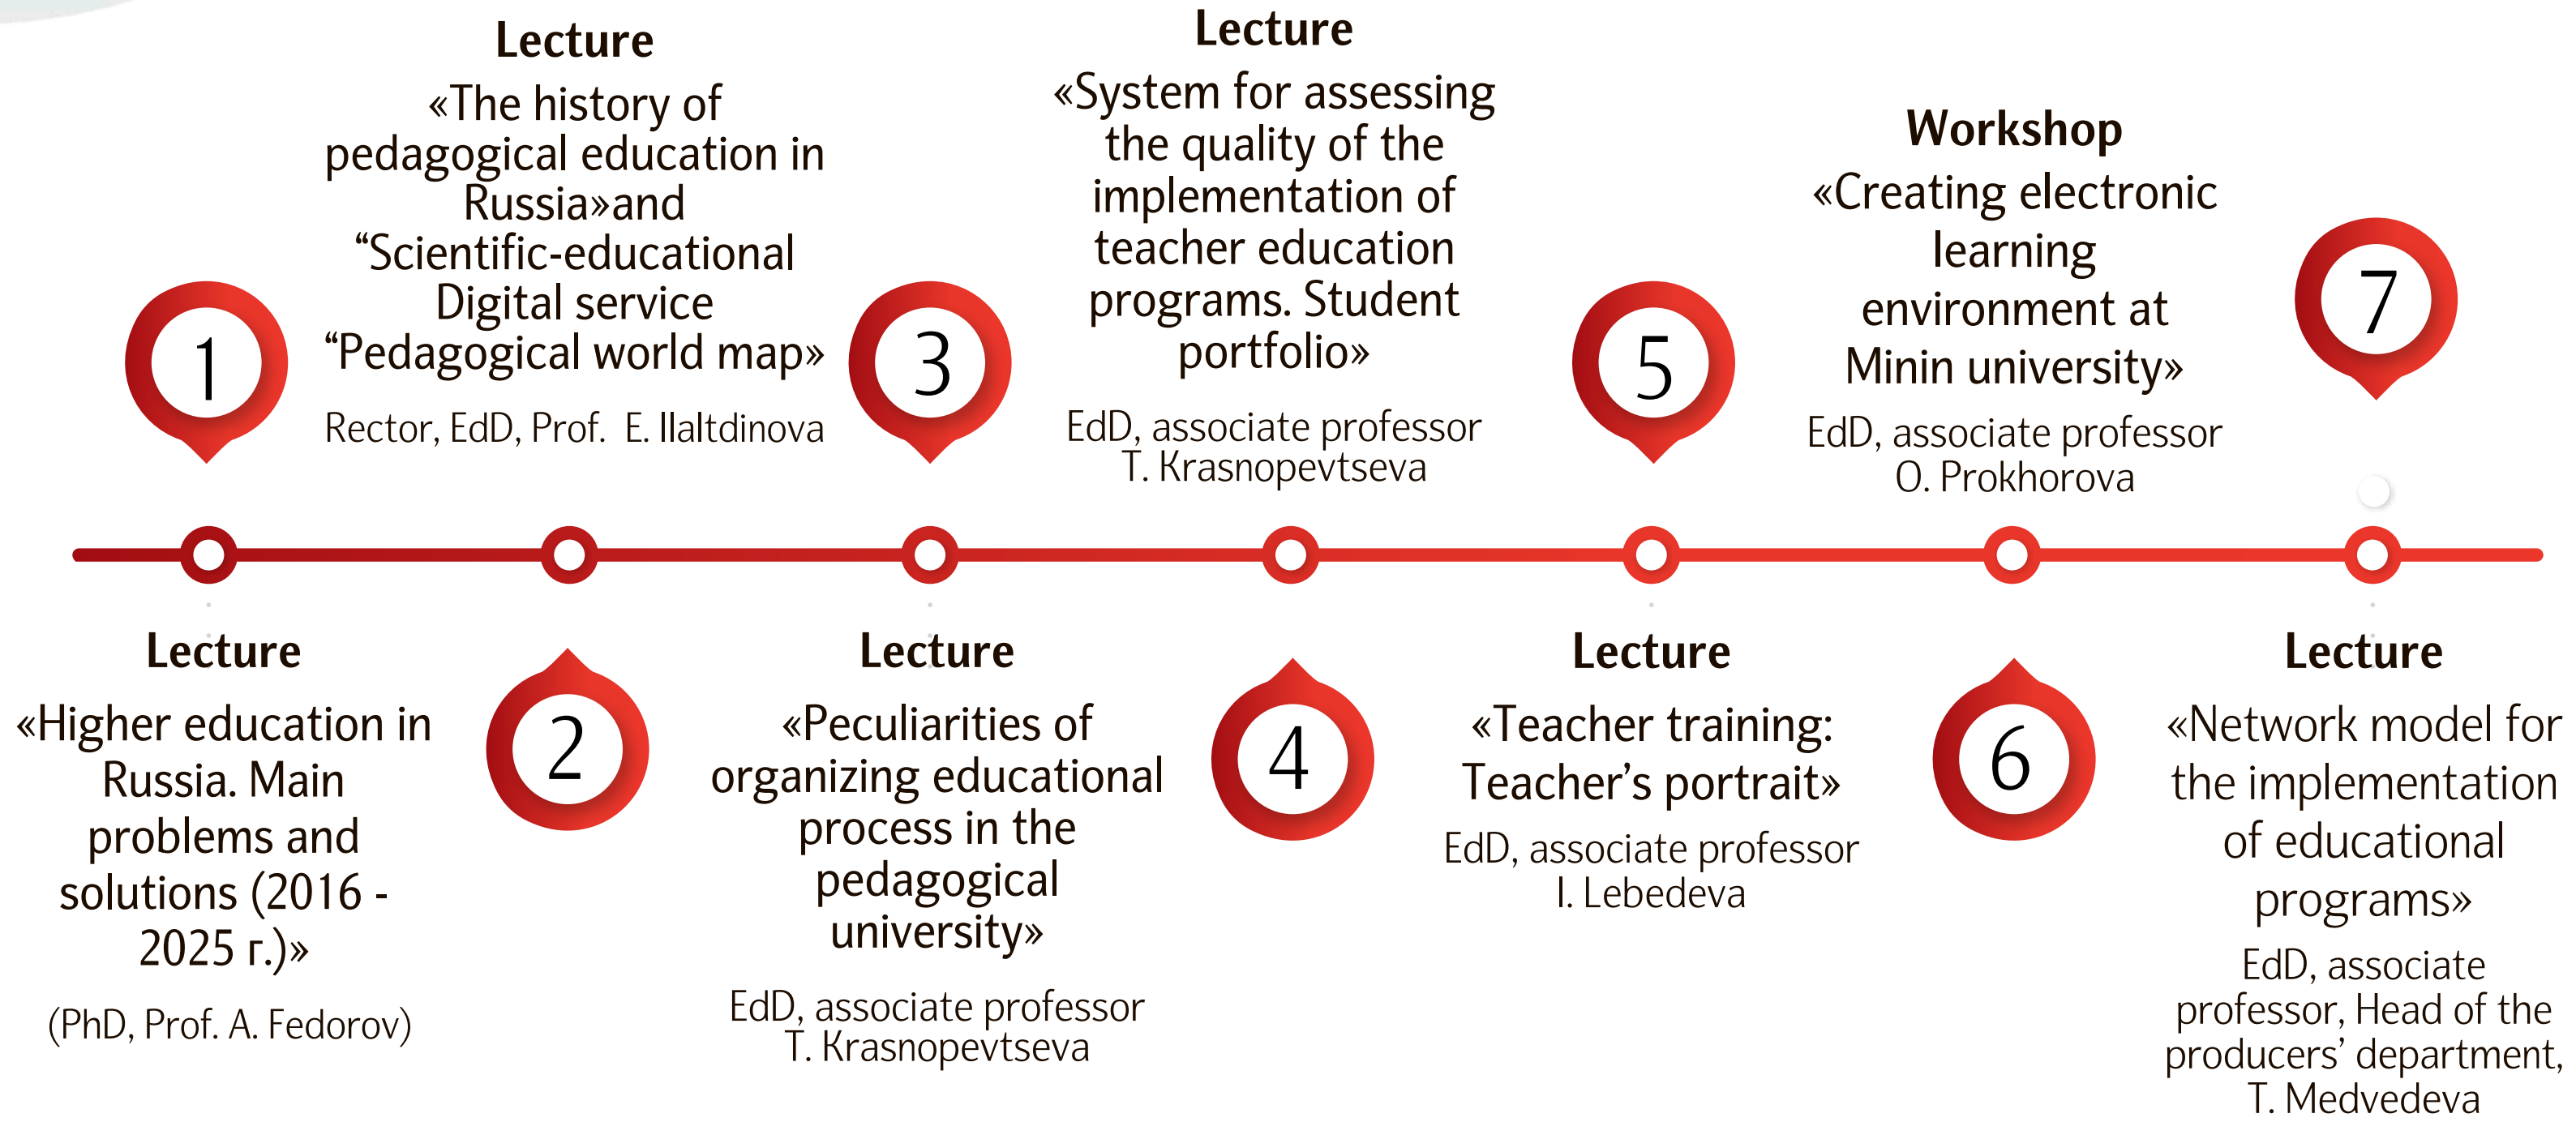 1
Lecture
«Higher education in
Russia. Main
problems and
solutions (2016 -
2025 г.)»
(PhD, Prof. A. Fedorov)
2
Lecture
«The history of
pedagogical education in
Russia»and
“Scientific-educational
Digital service
“Pedagogical world map»
Rector, EdD, Prof. E. Ilaltdinova
3
Lecture
«Peculiarities of
organizing educational
process in the
pedagogical
university»
EdD, associate professor
T. Krasnopevtseva
4
Lecture
«System for assessing
the quality of the
implementation of
teacher education
programs. Student
portfolio»
EdD, associate professor
T. Krasnopevtseva
5
Lecture
«Teacher training:
Teacher’s portrait»
EdD, associate professor
I. Lebedeva
6
Workshop
«Creating electronic
learning
environment at
Minin university»
EdD, associate professor
O. Prokhorova
7
Lecture
«Network model for
the implementation
of educational
programs»
EdD, associate
professor, Head of the
producers’ department,
T. Medvedeva